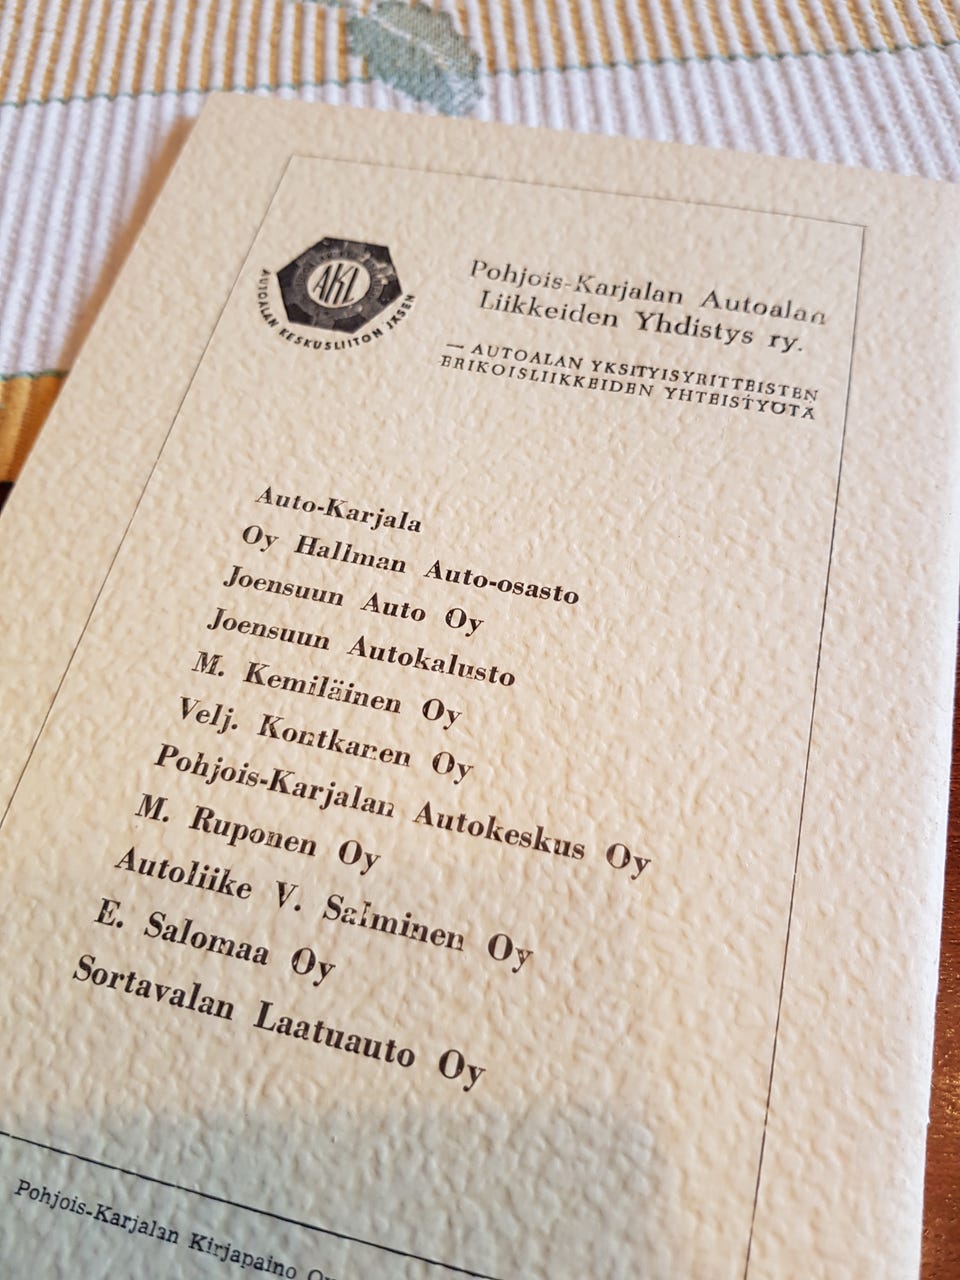 AKL
AUTOALAN KESKUSLIITON JÄSEN
Pohjois-Karjalan Autoalan
Liikkeiden Yhdistys ry.
— AUTOALAN YKSITYISYRITTEISTEN
ERIKOISLIIKKEIDEN YHTEISTYÖTÄ
Auto-Karjala
Oy Hallman Auto-osasto
Joensuun Auto Oy
Joensuun Autokalusto
M. Kemiläinen Oy
Velj. Kontkanen Oy
Pohjois-Karjalan Autokeskus Oy
M. Ruponen Oy
Autoliike V. Salminen Oy
E. Salomaa Oy
Sortavalan Laatuauto Oy
Pohjois-Karjalan Kirjapaino Oy